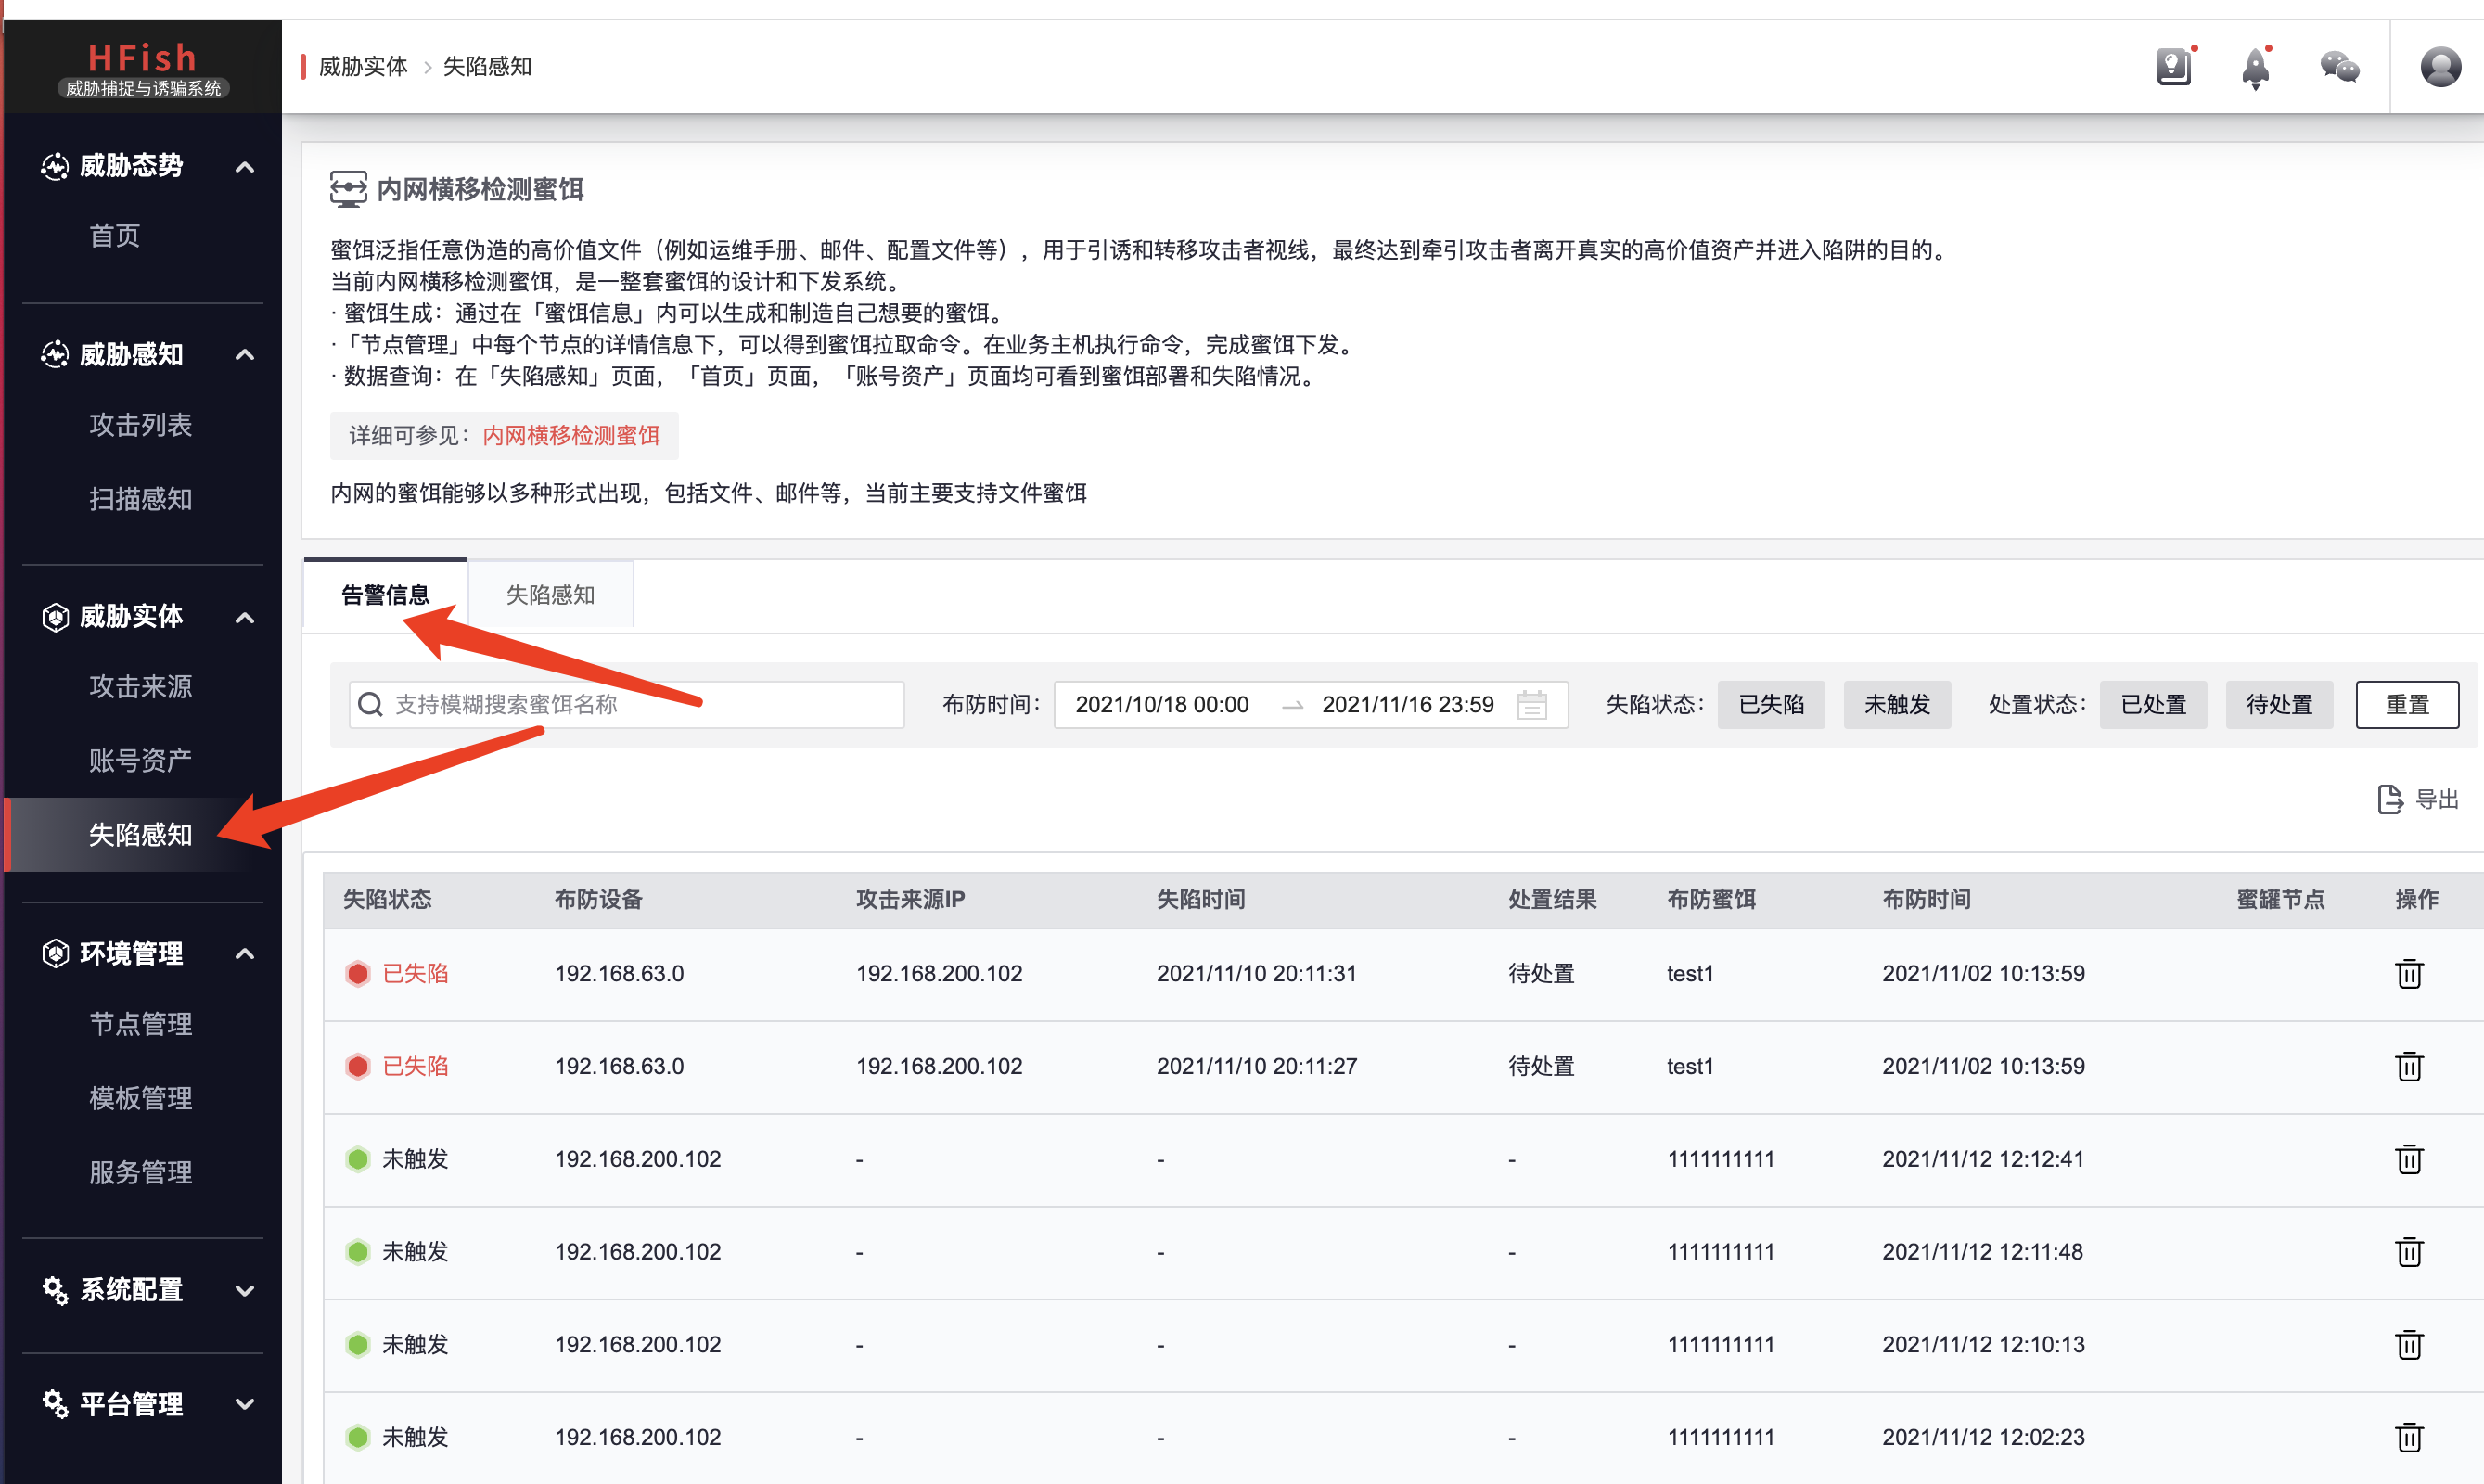 HFish
威胁捕捉与诱骗系统
威胁实体 > 失陷感知
威胁态势
首页
威胁感知
攻击列表
扫描感知
威胁实体
攻击来源
账号资产
失陷感知
环境管理
节点管理
模板管理
服务管理
系统配置
平台管理
内网横移检测蜜饵
蜜饵泛指任意伪造的高价值文件（例如运维手册、邮件、配置文件等），用于引诱和转移攻击者视线，最终达到牵引攻击者离开真实的高价值资产并进入陷阱的目的。
当前内网横移检测蜜饵，是一整套蜜饵的设计和下发系统。
· 蜜饵生成：通过在「蜜饵信息」内可以生成和制造自己想要的蜜饵。
·「节点管理」中每个节点的详情信息下，可以得到蜜饵拉取命令。在业务主机执行命令，完成蜜饵下发。
· 数据查询：在「失陷感知」页面，「首页」页面，「账号资产」页面均可看到蜜饵部署和失陷情况。
详细可参见：内网横移检测蜜饵
内网的蜜饵能够以多种形式出现，包括文件、邮件等，当前主要支持文件蜜饵
告警信息 失陷感知
支持模糊搜索蜜饵名称 布防时间： 2021/10/18 00:00 → 2021/11/16 23:59 失陷状态： 已失陷 未触发 处置状态： 已处置 待处置 重置
导出
失陷状态 布防设备 攻击来源IP 失陷时间 处置结果 布防蜜饵 布防时间 蜜罐节点 操作
已失陷 192.168.63.0 192.168.200.102 2021/11/10 20:11:31 待处置 test1 2021/11/02 10:13:59
已失陷 192.168.63.0 192.168.200.102 2021/11/10 20:11:27 待处置 test1 2021/11/02 10:13:59
未触发 192.168.200.102 - - - 1111111111 2021/11/12 12:12:41
未触发 192.168.200.102 - - - 1111111111 2021/11/12 12:11:48
未触发 192.168.200.102 - - - 1111111111 2021/11/12 12:10:13
未触发 192.168.200.102 - - - 1111111111 2021/11/12 12:02:23